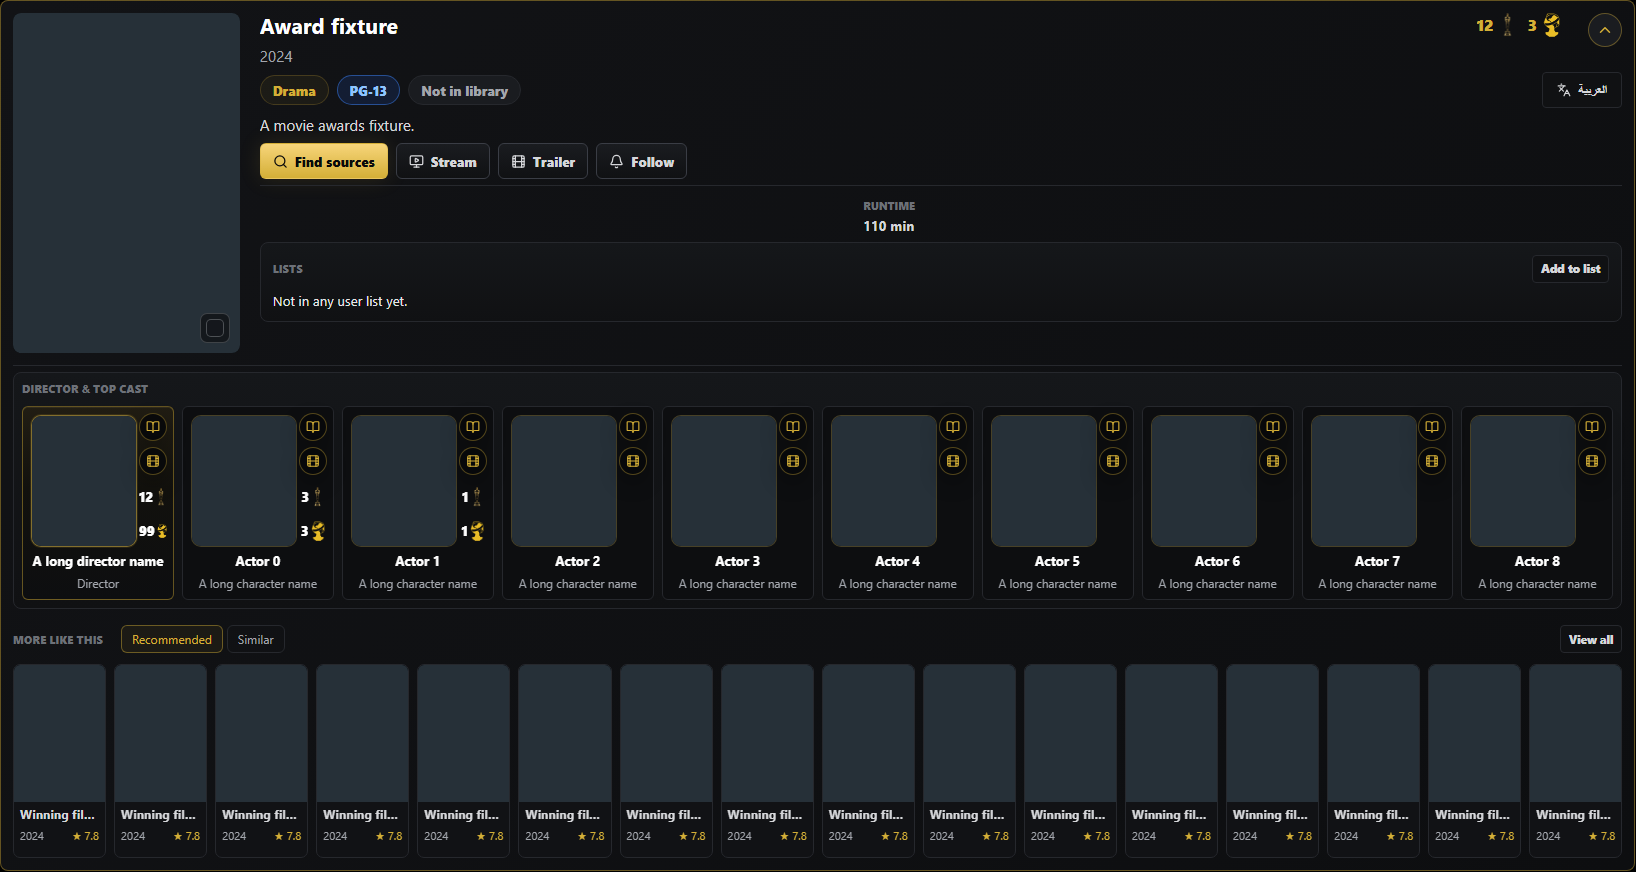 Award fixture
12 3
2024
Drama PG-13 Not in library
العربية
A movie awards fixture.
Find sources Stream Trailer Follow
RUNTIME
110 min
LISTS
Add to list
Not in any user list yet.
DIRECTOR & TOP CAST
12 3 1
99 3 1
A long director name Actor 0 Actor 1 Actor 2 Actor 3 Actor 4 Actor 5 Actor 6 Actor 7 Actor 8
Director A long character name A long character name A long character name A long character name A long character name A long character name A long character name A long character name A long character name
MORE LIKE THIS Recommended Similar View all
Winning fil... Winning fil... Winning fil... Winning fil... Winning fil... Winning fil... Winning fil... Winning fil... Winning fil... Winning fil... Winning fil... Winning fil... Winning fil... Winning fil... Winning fil... Winning fil...
2024 ★ 7.8 2024 ★ 7.8 2024 ★ 7.8 2024 ★ 7.8 2024 ★ 7.8 2024 ★ 7.8 2024 ★ 7.8 2024 ★ 7.8 2024 ★ 7.8 2024 ★ 7.8 2024 ★ 7.8 2024 ★ 7.8 2024 ★ 7.8 2024 ★ 7.8 2024 ★ 7.8 2024 ★ 7.8